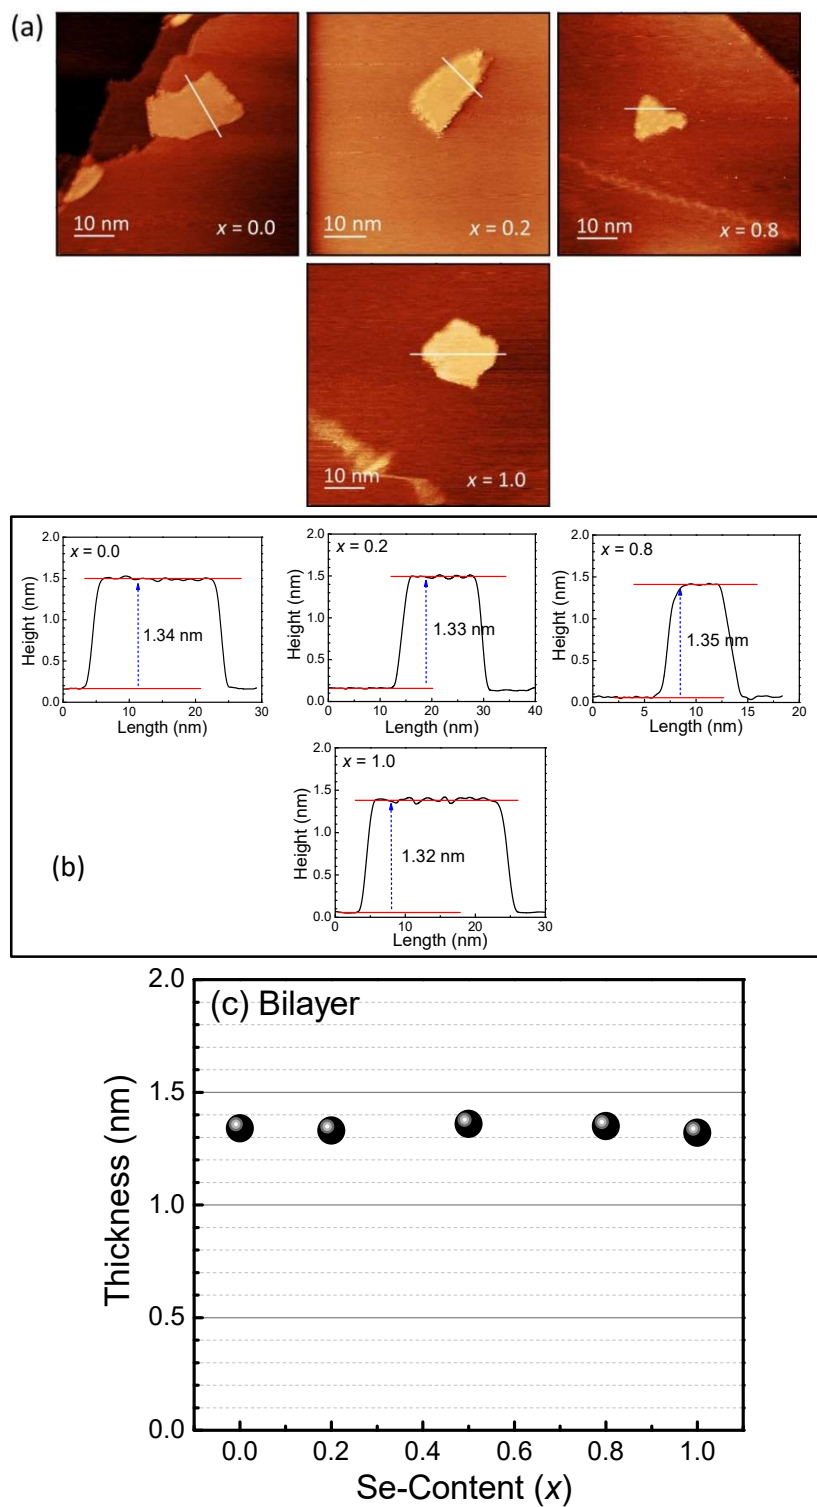 (a)
10 nm
x = 0.0
10 nm
x = 0.2
10 nm
x = 0.8
10 nm
x = 1.0
(b)
x = 0.0
2.0
1.5
1.0
0.5
0.0
Height (nm)
1.34 nm
0 10 20 30
Length (nm)
x = 0.2
2.0
1.5
1.0
0.5
0.0
Height (nm)
1.33 nm
0 10 20 30 40
Length (nm)
x = 0.8
2.0
1.5
1.0
0.5
0.0
Height (nm)
1.35 nm
0 5 10 15 20
Length (nm)
x = 1.0
2.0
1.5
1.0
0.5
0.0
Height (nm)
1.32 nm
0 10 20 30
Length (nm)
(c) Bilayer
2.0
1.5
1.0
0.5
0.0
Thickness (nm)
0.0 0.2 0.4 0.6 0.8 1.0
Se-Content (x)